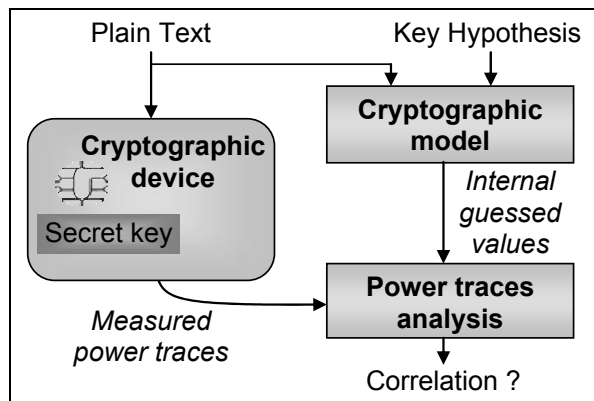 Plain Text
Key Hypothesis
Cryptographic
device
Secret key
Cryptographic
model
Internal
guessed
values
Measured
power traces
Power traces
analysis
Correlation ?